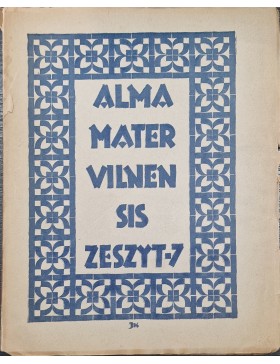 ALMA
MATER
VILNEN
SIS
ZESZYT-7